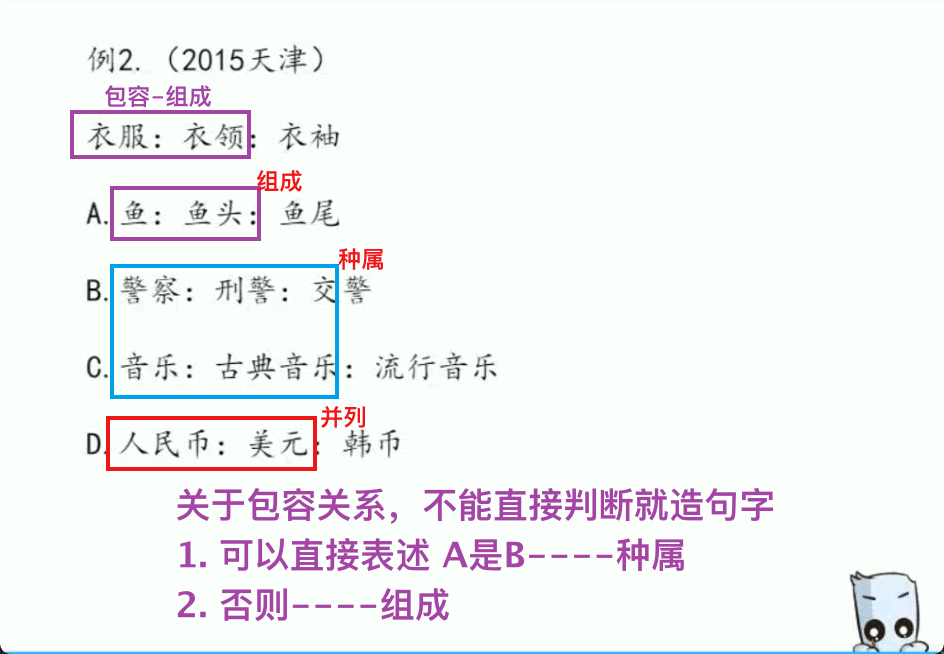 例2.（2015天津）
包容-组成
衣服：衣领：衣袖
组成
A.鱼：鱼头：鱼尾
种属
B.警察：刑警：交警
C.音乐：古典音乐：流行音乐
并列
D.人民币：美元：韩币
关于包容关系，不能直接判断就造句字
1. 可以直接表述 A是B----种属
2. 否则----组成